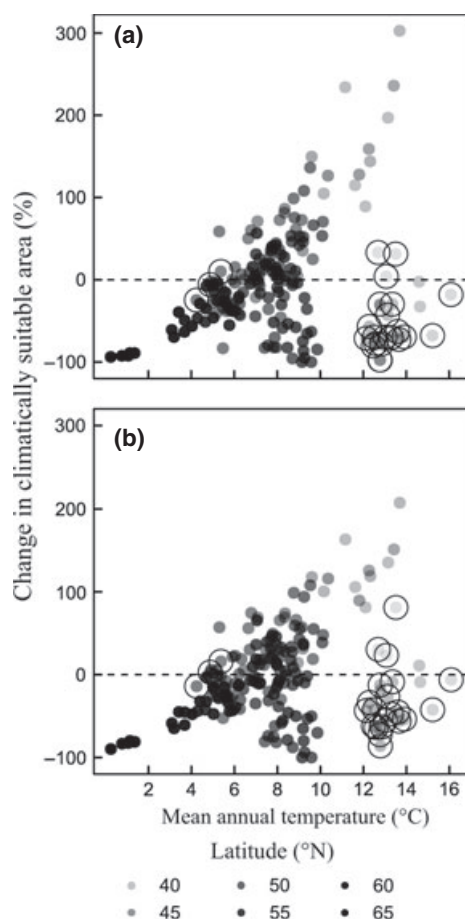 (a)
300
200
100
0
−100
Change in climatically suitable area (%)
(b)
300
200
100
0
−100
2 4 6 8 10 12 14 16
Mean annual temperature (°C)
Latitude (°N)
40 50 60
45 55 65